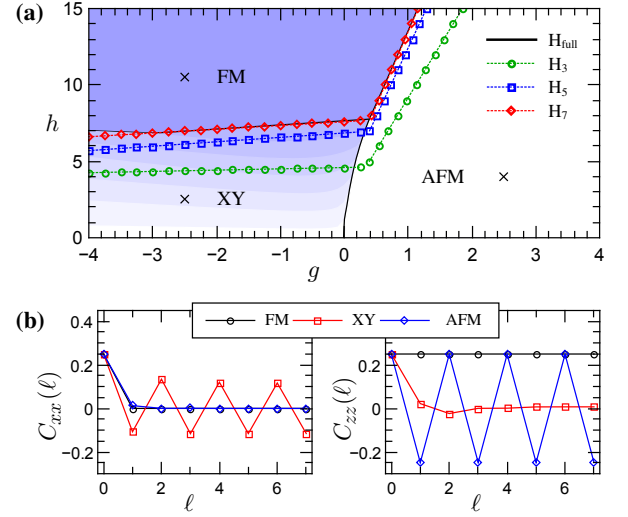 (a)
15
10
5
0
h
FM
XY
AFM
H_full
H_3
H_5
H_7
−4 −3 −2 −1 0 1 2 3 4
g
(b)
FM XY AFM
0.2
0
−0.2
C_xx(ℓ)
0 2 4 6
ℓ
0.2
0
−0.2
C_zz(ℓ)
0 2 4 6
ℓ